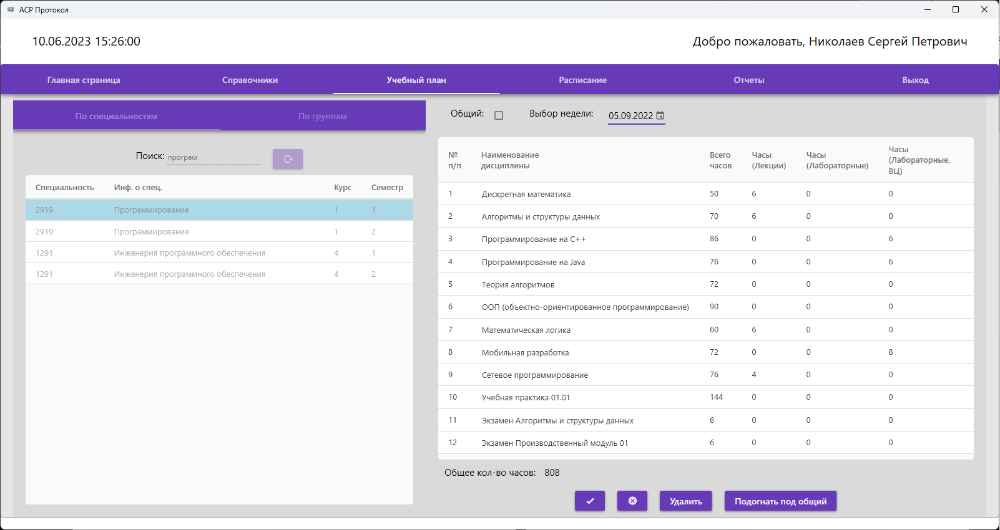 АСР Протокол
10.06.2023 15:26:00
Добро пожаловать, Николаев Сергей Петрович
Главная страница Справочники Учебный план Расписание Отчеты Выход
По специальностям По группам
Поиск: програм
Специальность Инф. о спец. Курс Семестр
2919 Программирование 1 1
2919 Программирование 1 2
1291 Инженерия программного обеспечения 4 1
1291 Инженерия программного обеспечения 4 2
Общий: Выбор недели: 05.09.2022
№ п/п Наименование дисциплины Всего часов Часы (Лекции) Часы (Лабораторные) Часы (Лабораторные, ВЦ)
1 Дискретная математика 50 6 0 0
2 Алгоритмы и структуры данных 70 6 0 0
3 Программирование на C++ 86 0 0 6
4 Программирование на Java 76 0 0 6
5 Теория алгоритмов 72 0 0 0
6 ООП (объектно-ориентированное программирование) 90 0 0 0
7 Математическая логика 60 6 0 0
8 Мобильная разработка 72 0 0 8
9 Сетевое программирование 76 4 0 0
10 Учебная практика 01.01 144 0 0 0
11 Экзамен Алгоритмы и структуры данных 6 0 0 0
12 Экзамен Производственный модуль 01 6 0 0 0
Общее кол-во часов: 808
Удалить Подогнать под общий